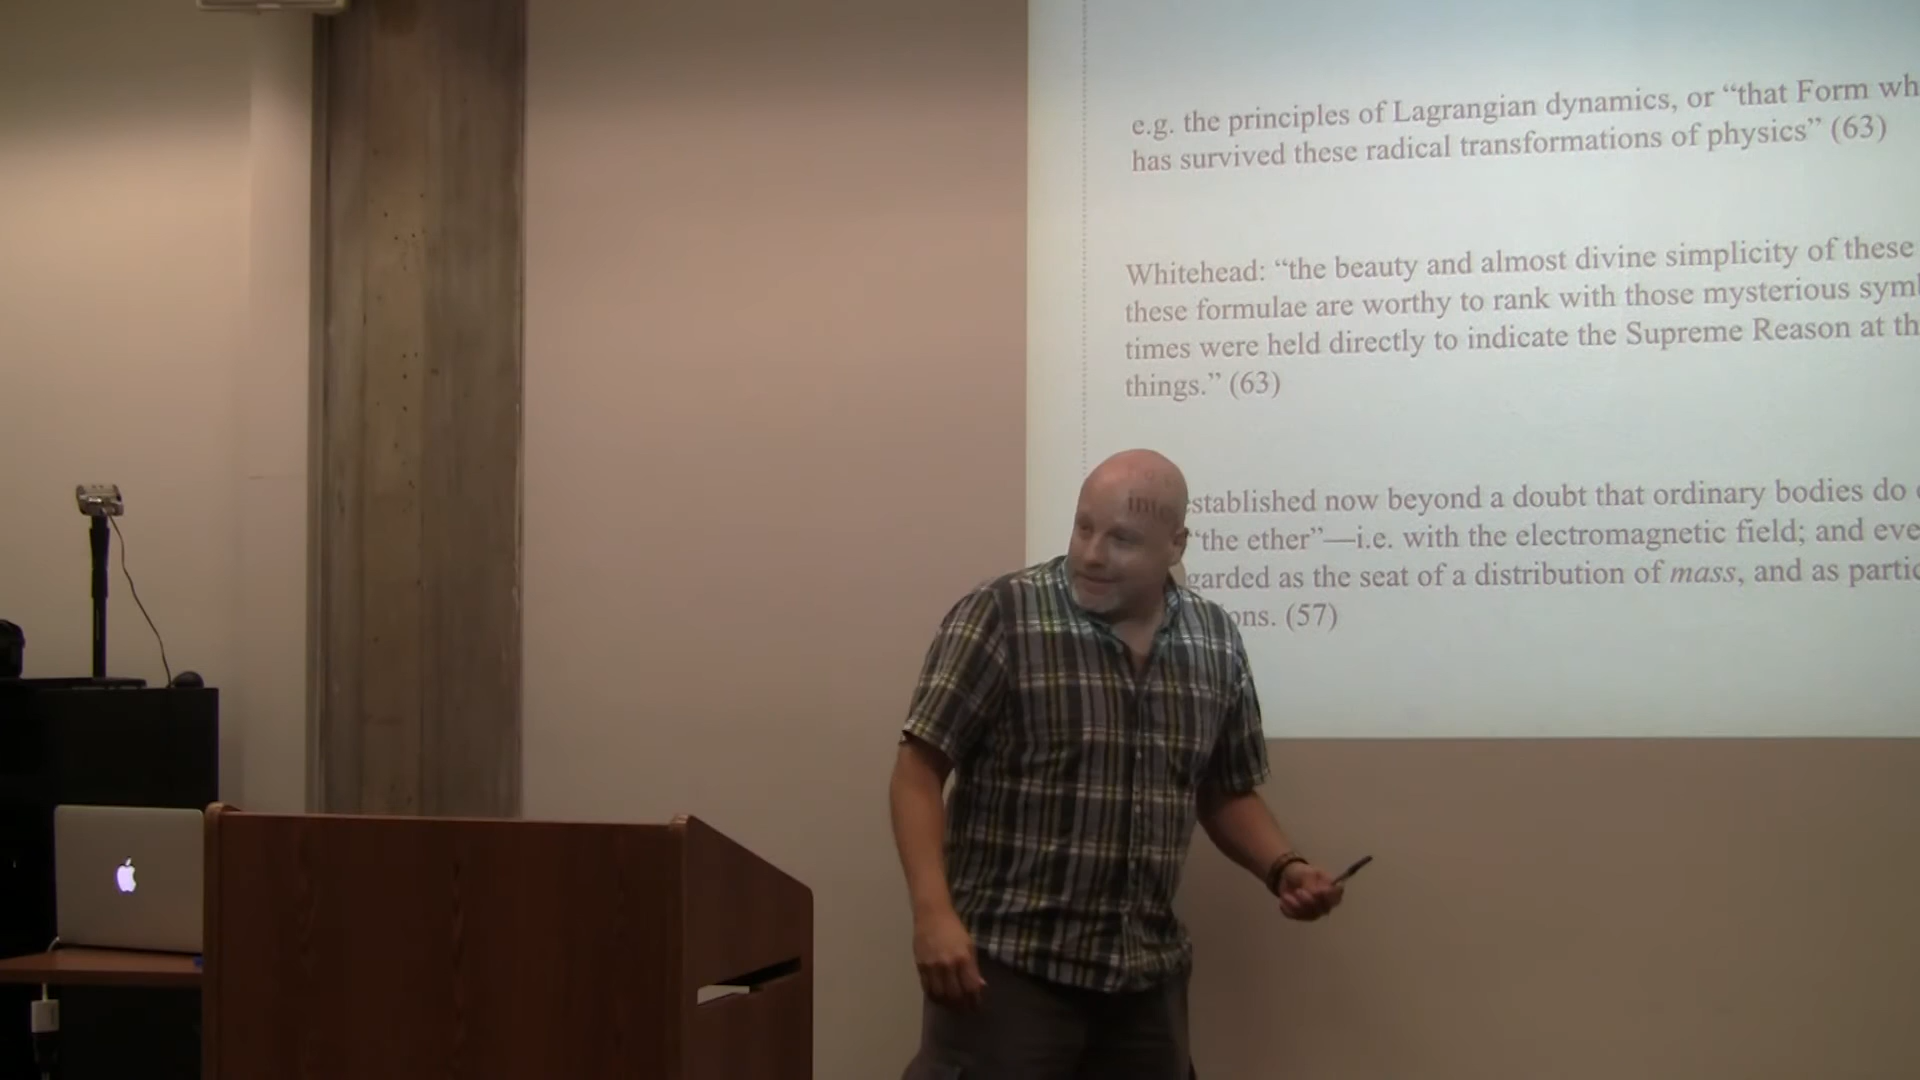 e.g. the principles of Lagrangian dynamics, or “that Form wh
has survived these radical transformations of physics” (63)
Whitehead: “the beauty and almost divine simplicity of these
these formulae are worthy to rank with those mysterious sym
times were held directly to indicate the Supreme Reason at th
things.” (63)
stablished now beyond a doubt that ordinary bodies do
“the ether”—i.e. with the electromagnetic field; and eve
garded as the seat of a distribution of mass, and as partic
ons. (57)